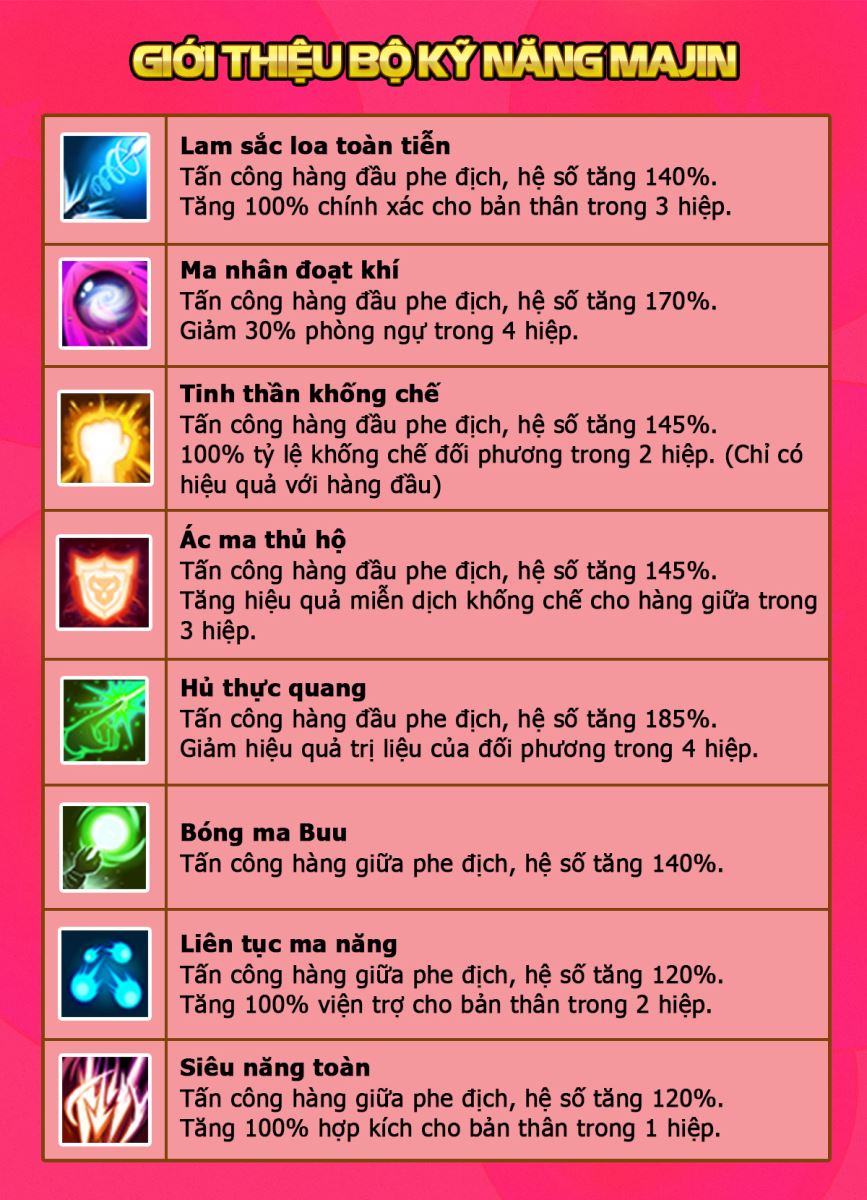 GIỚI THIỆU BỘ KỸ NĂNG MAJIN
Lam sắc loa toàn tiễn
Tấn công hàng đầu phe địch, hệ số tăng 140%.
Tăng 100% chính xác cho bản thân trong 3 hiệp.
Ma nhân đoạt khí
Tấn công hàng đầu phe địch, hệ số tăng 170%.
Giảm 30% phòng ngự trong 4 hiệp.
Tinh thần khống chế
Tấn công hàng đầu phe địch, hệ số tăng 145%.
100% tỷ lệ khống chế đối phương trong 2 hiệp. (Chỉ có
hiệu quả với hàng đầu)
Ác ma thủ hộ
Tấn công hàng đầu phe địch, hệ số tăng 145%.
Tăng hiệu quả miễn dịch khống chế cho hàng giữa trong
3 hiệp.
Hủ thực quang
Tấn công hàng đầu phe địch, hệ số tăng 185%.
Giảm hiệu quả trị liệu của đối phương trong 4 hiệp.
Bóng ma Buu
Tấn công hàng giữa phe địch, hệ số tăng 140%.
Liên tục ma năng
Tấn công hàng giữa phe địch, hệ số tăng 120%.
Tăng 100% viện trợ cho bản thân trong 2 hiệp.
Siêu năng toàn
Tấn công hàng giữa phe địch, hệ số tăng 120%.
Tăng 100% hợp kích cho bản thân trong 1 hiệp.